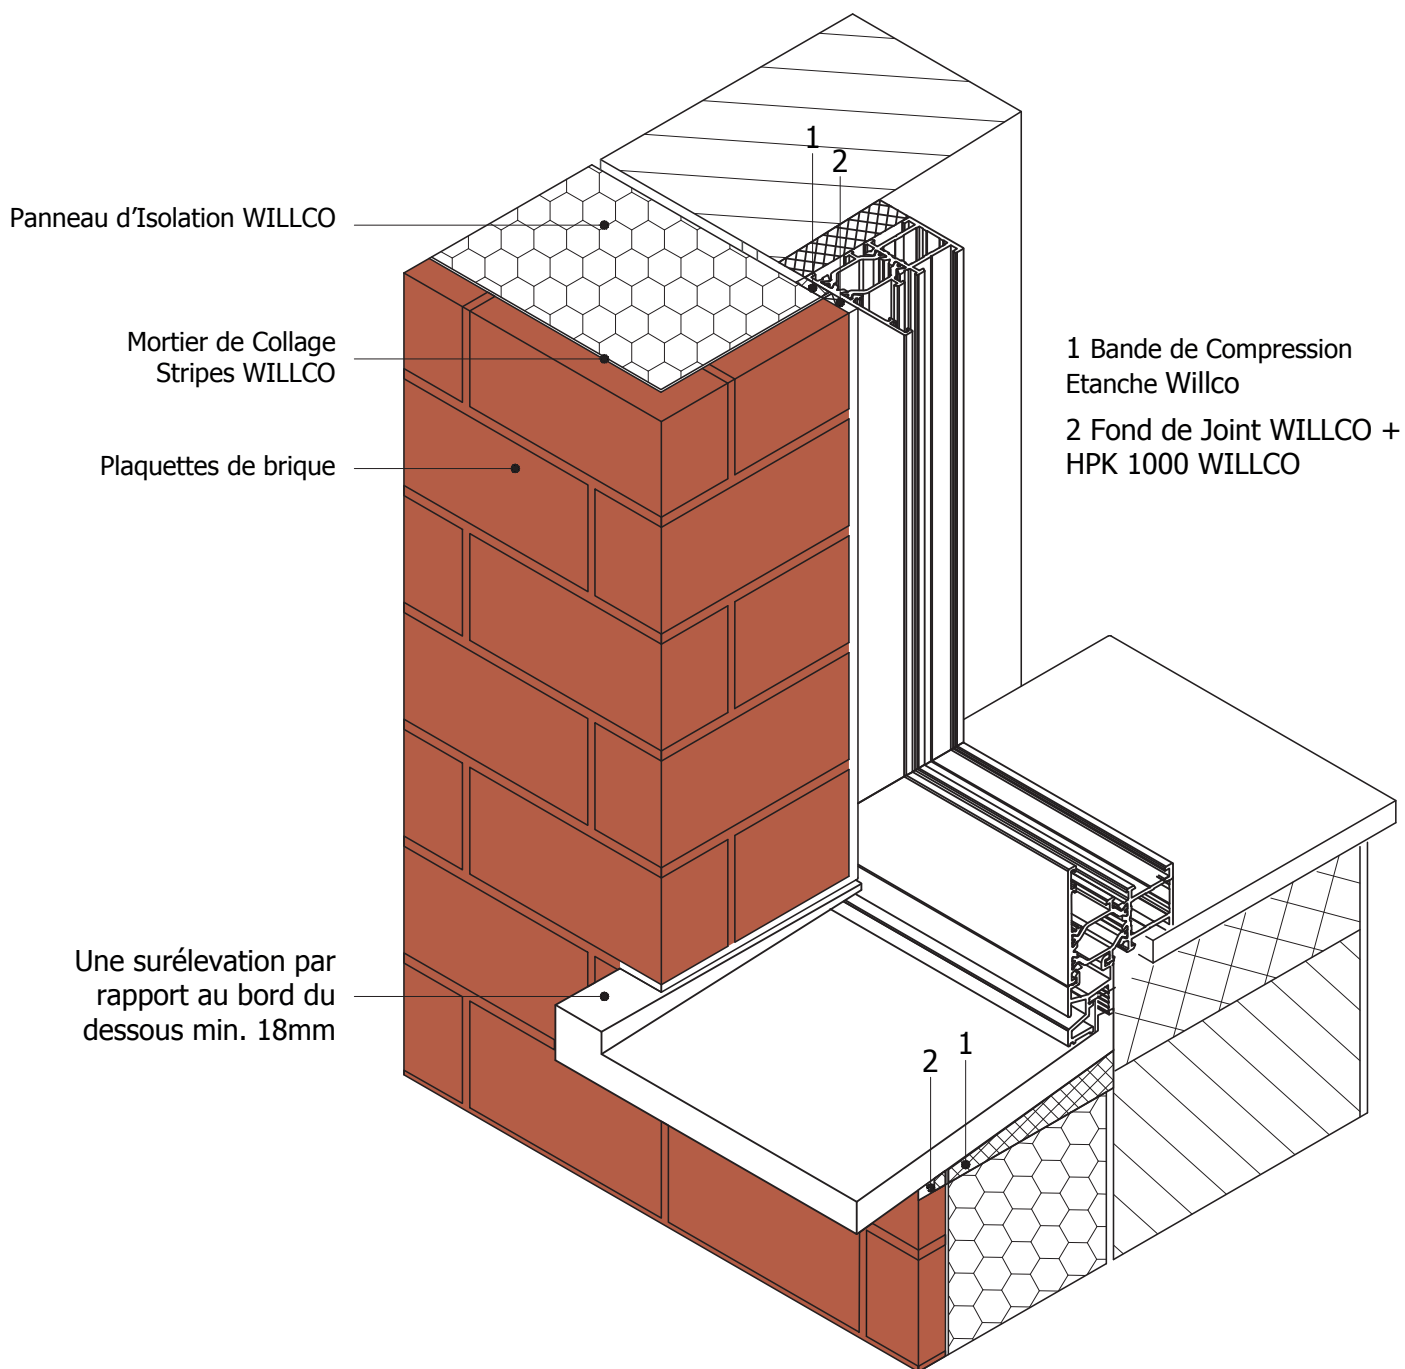 1
2
Panneau d'Isolation WILLCO
Mortier de Collage
Stripes WILLCO
1 Bande de Compression
Etanche Willco
2 Fond de Joint WILLCO +
HPK 1000 WILLCO
Plaquettes de brique
Une surélevation par
rapport au bord du
dessous min. 18mm
2
1